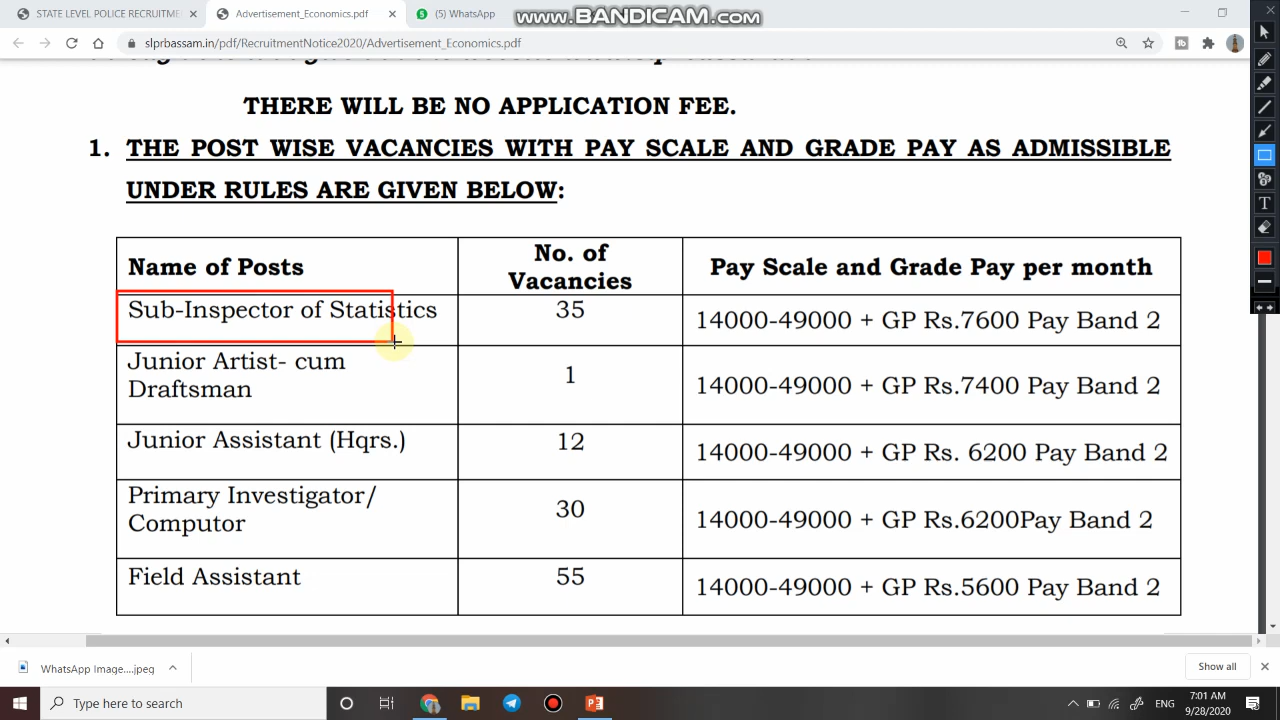 STATE LEVEL POLICE RECRUITME
Advertisement_Economics.pdf
(5) WhatsApp
www.BANDICAM.com
slprbassam.in/pdf/RecruitmentNotice2020/Advertisement_Economics.pdf
THERE WILL BE NO APPLICATION FEE.
1. THE POST WISE VACANCIES WITH PAY SCALE AND GRADE PAY AS ADMISSIBLE
UNDER RULES ARE GIVEN BELOW:
Name of Posts
No. of
Vacancies
Pay Scale and Grade Pay per month
Sub-Inspector of Statistics
35
14000-49000 + GP Rs.7600 Pay Band 2
Junior Artist- cum
Draftsman
1
14000-49000 + GP Rs.7400 Pay Band 2
Junior Assistant (Hqrs.)
12
14000-49000 + GP Rs. 6200 Pay Band 2
Primary Investigator/
Computor
30
14000-49000 + GP Rs.6200Pay Band 2
Field Assistant
55
14000-49000 + GP Rs.5600 Pay Band 2
WhatsApp Image....jpeg
Show all
Type here to search
ENG
7:01 AM
9/28/2020